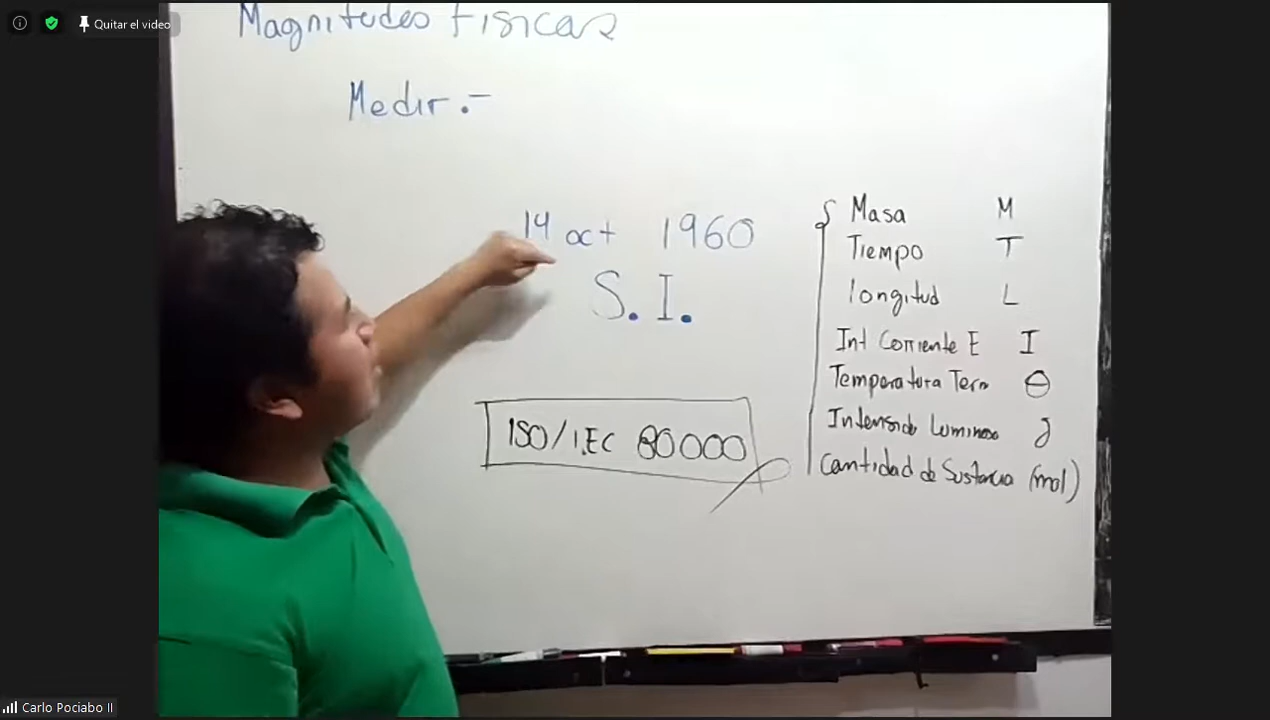 Quitar el video
Magnitudes Físicas
Medir.-
14 oct 1960
S. I.
ISO/IEC 80000
Masa M
Tiempo T
longitud L
Int Corriente E I
Temperatura Term θ
Intensida Luminosa J
Cantidad de Sustancia (mol)
Carlo Pociabo II